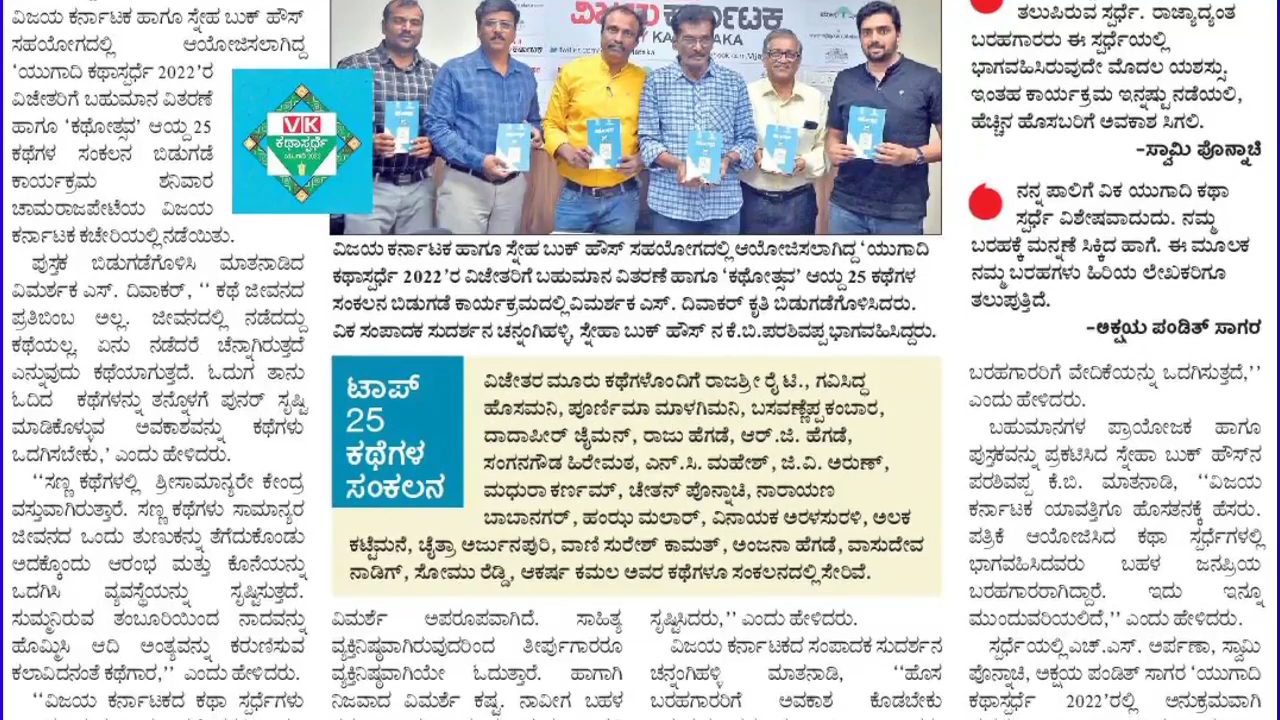 ವಿಜಯ ಕರ್ನಾಟಕ ಹಾಗೂ ಸ್ನೇಹ ಬುಕ್ ಹೌಸ್
ಸಹಯೋಗದಲ್ಲಿ ಆಯೋಜಿಸಲಾಗಿದ್ದ
‘ಯುಗಾದಿ ಕಥಾಸ್ಪರ್ಧೆ 2022’ರ
ವಿಜೇತರಿಗೆ ಬಹುಮಾನ ವಿತರಣೆ
ಹಾಗೂ ‘ಕಥೋತ್ಸವ’ ಆಯ್ದ 25
ಕಥೆಗಳ ಸಂಕಲನ ಬಿಡುಗಡೆ
ಕಾರ್ಯಕ್ರಮ ಶನಿವಾರ
ಚಾಮರಾಜಪೇಟೆಯ ವಿಜಯ
ಕರ್ನಾಟಕ ಕಚೇರಿಯಲ್ಲಿ ನಡೆಯಿತು.
ಪುಸ್ತಕ ಬಿಡುಗಡೆಗೊಳಿಸಿ ಮಾತನಾಡಿದ
ವಿಮರ್ಶಕ ಎಸ್. ದಿವಾಕರ್, ‘‘ ಕಥೆ ಜೀವನದ
ಪ್ರತಿಬಿಂಬ ಅಲ್ಲ. ಜೀವನದಲ್ಲಿ ನಡೆದದ್ದು
ಕಥೆಯಲ್ಲ. ಏನು ನಡೆದರೆ ಚೆನ್ನಾಗಿರುತ್ತದೆ
ಎನ್ನುವುದು ಕಥೆಯಾಗುತ್ತದೆ. ಓದುಗ ತಾನು
ಓದಿದ ಕಥೆಗಳನ್ನು ತನ್ನೊಳಗೆ ಪುನರ್ ಸೃಷ್ಟಿ
ಮಾಡಿಕೊಳ್ಳುವ ಅವಕಾಶವನ್ನು ಕಥೆಗಳು
ಒದಗಿಸಬೇಕು,’ ಎಂದು ಹೇಳಿದರು.
‘‘ಸಣ್ಣ ಕಥೆಗಳಲ್ಲಿ ಶ್ರೀಸಾಮಾನ್ಯರೇ ಕೇಂದ್ರ
ವಸ್ತುವಾಗಿರುತ್ತಾರೆ. ಸಣ್ಣ ಕಥೆಗಳು ಸಾಮಾನ್ಯರ
ಜೀವನದ ಒಂದು ತುಣುಕನ್ನು ತೆಗೆದುಕೊಂಡು
ಅದಕ್ಕೊಂದು ಆರಂಭ ಮತ್ತು ಕೊನೆಯನ್ನು
ಒದಗಿಸಿ ವ್ಯವಸ್ಥೆಯನ್ನು ಸೃಷ್ಟಿಸುತ್ತದೆ.
ಸುಮ್ಮನಿರುವ ತಂಬೂರಿಯಿಂದ ನಾದವನ್ನು
ಹೊಮ್ಮಿಸಿ ಆದಿ ಅಂತ್ಯವನ್ನು ಕರುಣಿಸುವ
ಕಲಾವಿದನಂತೆ ಕಥೆಗಾರ,’’ ಎಂದು ಹೇಳಿದರು.
‘‘ವಿಜಯ ಕರ್ನಾಟಕದ ಕಥಾ ಸ್ಪರ್ಧೆಗಳು
VK
ಕಥಾಸ್ಪರ್ಧೆ
ಯುಗಾದಿ 2022
ವಿಜಯ ಕರ್ನಾಟಕ
ವಿಜಯ ಕರ್ನಾಟಕ ಹಾಗೂ ಸ್ನೇಹ ಬುಕ್ ಹೌಸ್ ಸಹಯೋಗದಲ್ಲಿ ಆಯೋಜಿಸಲಾಗಿದ್ದ ‘ಯುಗಾದಿ
ಕಥಾಸ್ಪರ್ಧೆ 2022’ರ ವಿಜೇತರಿಗೆ ಬಹುಮಾನ ವಿತರಣೆ ಹಾಗೂ ‘ಕಥೋತ್ಸವ’ ಆಯ್ದ 25 ಕಥೆಗಳ
ಸಂಕಲನ ಬಿಡುಗಡೆ ಕಾರ್ಯಕ್ರಮದಲ್ಲಿ ವಿಮರ್ಶಕ ಎಸ್. ದಿವಾಕರ್ ಕೃತಿ ಬಿಡುಗಡೆಗೊಳಿಸಿದರು.
ವಿಕ ಸಂಪಾದಕ ಸುದರ್ಶನ ಚನ್ನಂಗಿಹಳ್ಳಿ, ಸ್ನೇಹಾ ಬುಕ್ ಹೌಸ್ ನ ಕೆ.ಬಿ.ಪರಶಿವಪ್ಪ ಭಾಗವಹಿಸಿದ್ದರು.
ಟಾಪ್
25
ಕಥೆಗಳ
ಸಂಕಲನ
ವಿಜೇತರ ಮೂರು ಕಥೆಗಳೊಂದಿಗೆ ರಾಜಶ್ರೀ ರೈ ಟಿ., ಗವಿಸಿದ್ಧ
ಹೊಸಮನಿ, ಪೂರ್ಣಿಮಾ ಮಾಳಗಿಮನಿ, ಬಸವಣ್ಣೆಪ್ಪ ಕಂಬಾರ,
ದಾದಾಪೀರ್ ಜೈಮನ್, ರಾಜು ಹೆಗಡೆ, ಆರ್.ಜಿ. ಹೆಗಡೆ,
ಸಂಗನಗೌಡ ಹಿರೇಮಠ, ಎನ್.ಸಿ. ಮಹೇಶ್, ಜಿ.ವಿ. ಅರುಣ್,
ಮಧುರಾ ಕರ್ಣಮ್, ಚೇತನ್ ಪೊನ್ನಾಚಿ, ನಾರಾಯಣ
ಬಾಬಾನಗರ್, ಹಂಝ ಮಲಾರ್, ವಿನಾಯಕ ಅರಳಸುರಳಿ, ಅಲಕ
ಕಟ್ಟೆಮನೆ, ಚೈತ್ರಾ ಅರ್ಜುನಪುರಿ, ವಾಣಿ ಸುರೇಶ್ ಕಾಮತ್, ಅಂಜನಾ ಹೆಗಡೆ, ವಾಸುದೇವ
ನಾಡಿಗ್, ಸೋಮು ರೆಡ್ಡಿ, ಆಕರ್ಷ ಕಮಲ ಅವರ ಕಥೆಗಳೂ ಸಂಕಲನದಲ್ಲಿ ಸೇರಿವೆ.
ವಿಮರ್ಶೆ ಅಪರೂಪವಾಗಿದೆ. ಸಾಹಿತ್ಯ
ವ್ಯಕ್ತಿನಿಷ್ಠವಾಗಿರುವುದರಿಂದ ತೀರ್ಪುಗಾರರೂ
ವ್ಯಕ್ತಿನಿಷ್ಠವಾಗಿಯೇ ಓದುತ್ತಾರೆ. ಹಾಗಾಗಿ
ನಿಜವಾದ ವಿಮರ್ಶೆ ಕಷ್ಟ. ನಾವೀಗ ಬಹಳ
ಸೃಷ್ಟಿಸಿದರು,’’ ಎಂದು ಹೇಳಿದರು.
ವಿಜಯ ಕರ್ನಾಟಕದ ಸಂಪಾದಕ ಸುದರ್ಶನ
ಚನ್ನಂಗಿಹಳ್ಳಿ ಮಾತನಾಡಿ, ‘‘ಹೊಸ
ಬರಹಗಾರರಿಗೆ ಅವಕಾಶ ಕೊಡಬೇಕು
ತಲುಪಿರುವ ಸ್ಪರ್ಧೆ. ರಾಜ್ಯಾದ್ಯಂತ
ಬರಹಗಾರರು ಈ ಸ್ಪರ್ಧೆಯಲ್ಲಿ
ಭಾಗವಹಿಸಿರುವುದೇ ಮೊದಲ ಯಶಸ್ಸು.
ಇಂತಹ ಕಾರ್ಯಕ್ರಮ ಇನ್ನಷ್ಟು ನಡೆಯಲಿ,
ಹೆಚ್ಚಿನ ಹೊಸಬರಿಗೆ ಅವಕಾಶ ಸಿಗಲಿ.
-ಸ್ವಾಮಿ ಪೊನ್ನಾಚಿ
ನನ್ನ ಪಾಲಿಗೆ ವಿಕ ಯುಗಾದಿ ಕಥಾ
ಸ್ಪರ್ಧೆ ವಿಶೇಷವಾದುದು. ನಮ್ಮ
ಬರಹಕ್ಕೆ ಮನ್ನಣೆ ಸಿಕ್ಕಿದ ಹಾಗೆ. ಈ ಮೂಲಕ
ನಮ್ಮ ಬರಹಗಳು ಹಿರಿಯ ಲೇಖಕರಿಗೂ
ತಲುಪುತ್ತಿದೆ.
-ಅಕ್ಷಯ ಪಂಡಿತ್ ಸಾಗರ
ಬರಹಗಾರರಿಗೆ ವೇದಿಕೆಯನ್ನು ಒದಗಿಸುತ್ತದೆ,’’
ಎಂದು ಹೇಳಿದರು.
ಬಹುಮಾನಗಳ ಪ್ರಾಯೋಜಕ ಹಾಗೂ
ಪುಸ್ತಕವನ್ನು ಪ್ರಕಟಿಸಿದ ಸ್ನೇಹಾ ಬುಕ್ ಹೌಸ್‌ನ
ಪರಶಿವಪ್ಪ ಕೆ.ಬಿ. ಮಾತನಾಡಿ, ‘‘ವಿಜಯ
ಕರ್ನಾಟಕ ಯಾವತ್ತಿಗೂ ಹೊಸತನಕ್ಕೆ ಹೆಸರು.
ಪತ್ರಿಕೆ ಆಯೋಜಿಸಿದ ಕಥಾ ಸ್ಪರ್ಧೆಗಳಲ್ಲಿ
ಭಾಗವಹಿಸಿದವರು ಬಹಳ ಜನಪ್ರಿಯ
ಬರಹಗಾರರಾಗಿದ್ದಾರೆ. ಇದು ಇನ್ನೂ
ಮುಂದುವರಿಯಲಿದೆ,’’ ಎಂದು ಹೇಳಿದರು.
ಸ್ಪರ್ಧೆಯಲ್ಲಿ ಎಚ್.ಎಸ್. ಅರ್ಪಣಾ, ಸ್ವಾಮಿ
ಪೊನ್ನಾಚಿ, ಅಕ್ಷಯ ಪಂಡಿತ್ ಸಾಗರ ‘ಯುಗಾದಿ
ಕಥಾಸ್ಪರ್ಧೆ 2022’ರಲ್ಲಿ ಅನುಕ್ರಮವಾಗಿ